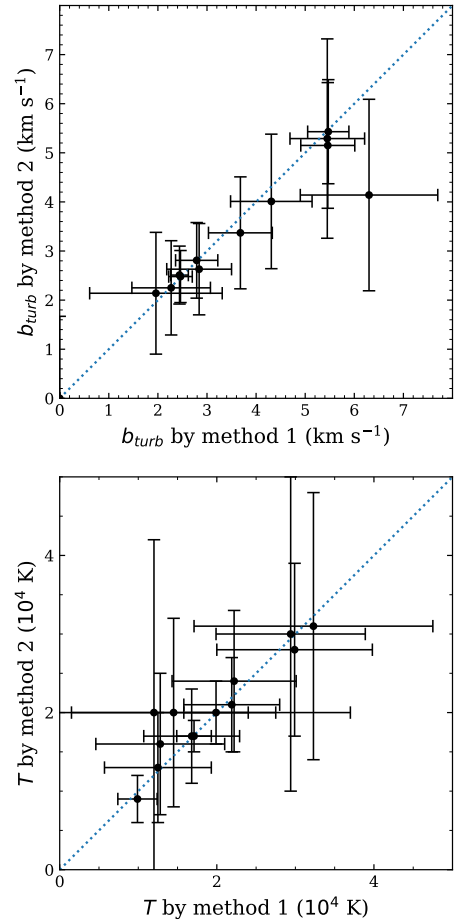 7
6
5
4
3
2
1
0
b_turb by method 2 (km s⁻¹)
0 1 2 3 4 5 6 7
b_turb by method 1 (km s⁻¹)
4
2
0
T by method 2 (10⁴ K)
0 2 4
T by method 1 (10⁴ K)